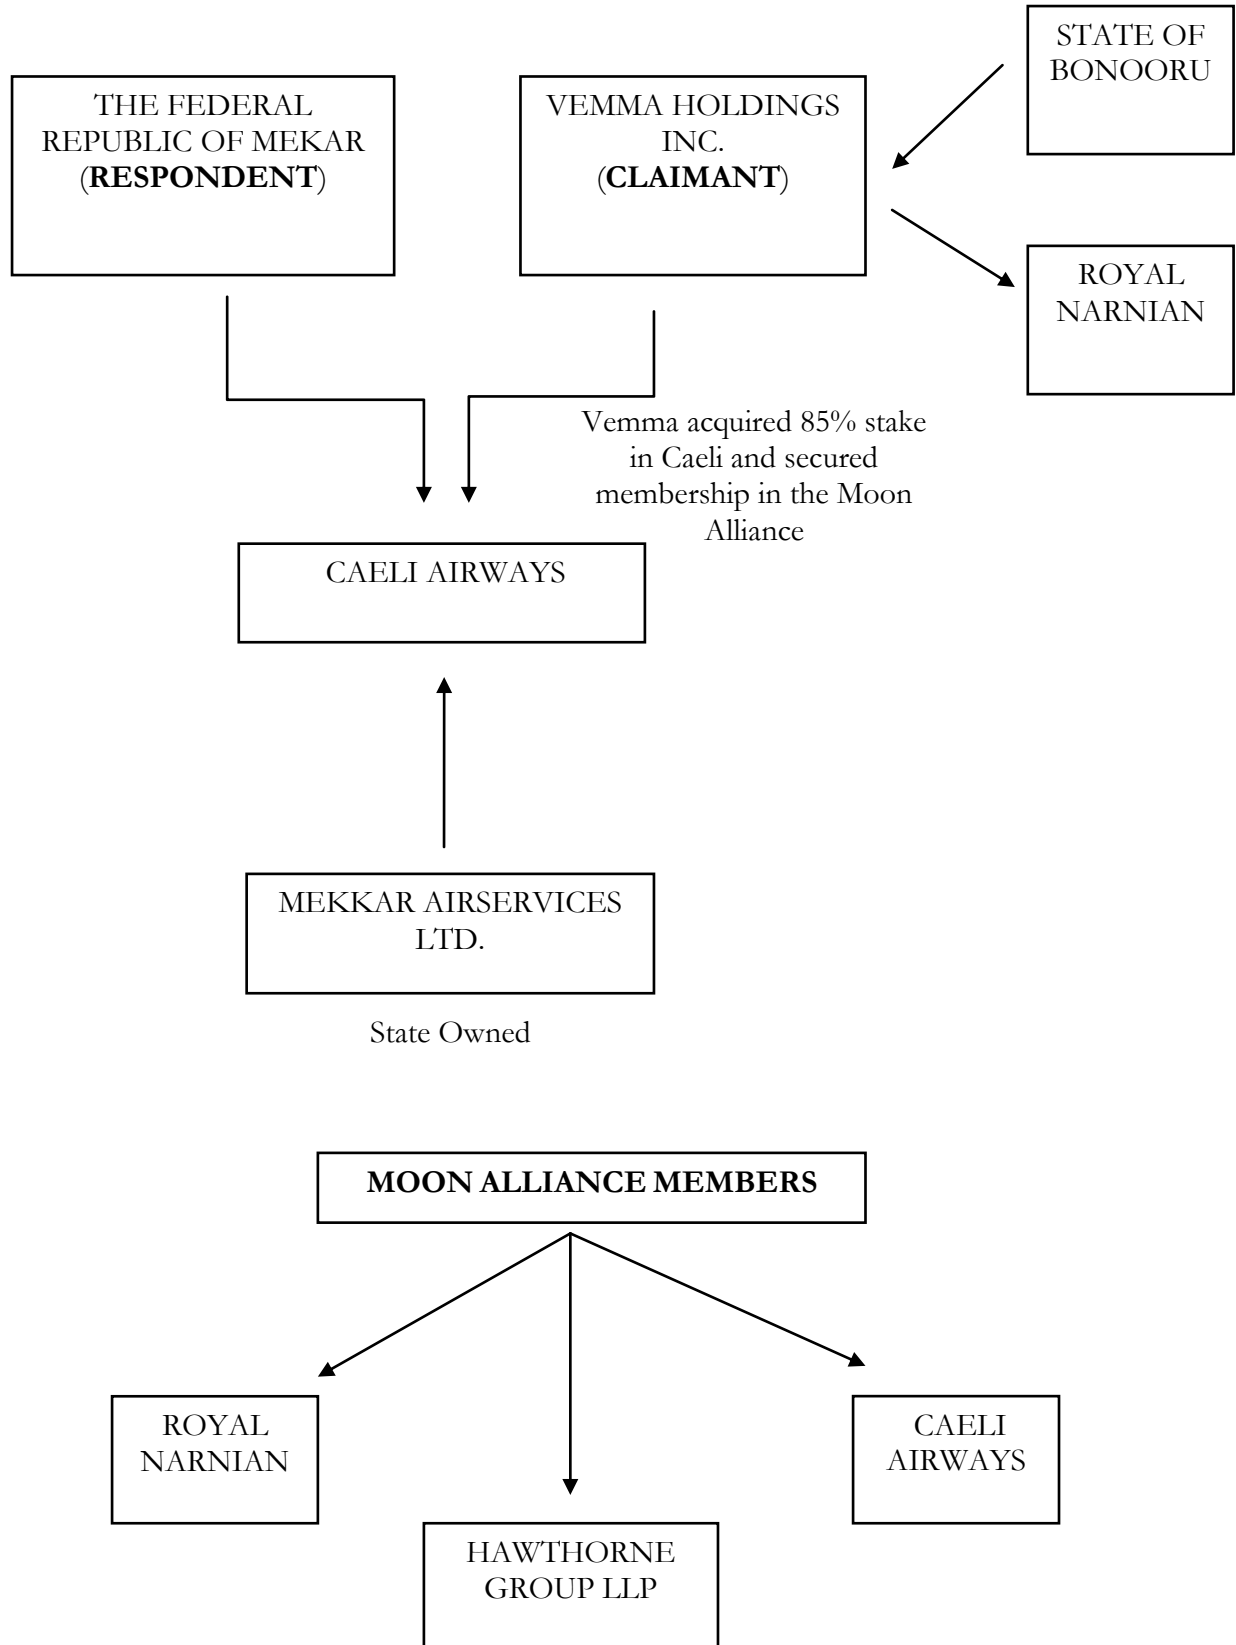 THE FEDERAL
REPUBLIC OF MEKAR
(RESPONDENT)
VEMMA HOLDINGS
INC.
(CLAIMANT)
STATE OF
BONOORU
ROYAL
NARNIAN
Vemma acquired 85% stake
in Caeli and secured
membership in the Moon
Alliance
CAELI AIRWAYS
MEKKAR AIRSERVICES
LTD.
State Owned
MOON ALLIANCE MEMBERS
ROYAL
NARNIAN
CAELI
AIRWAYS
HAWTHORNE
GROUP LLP